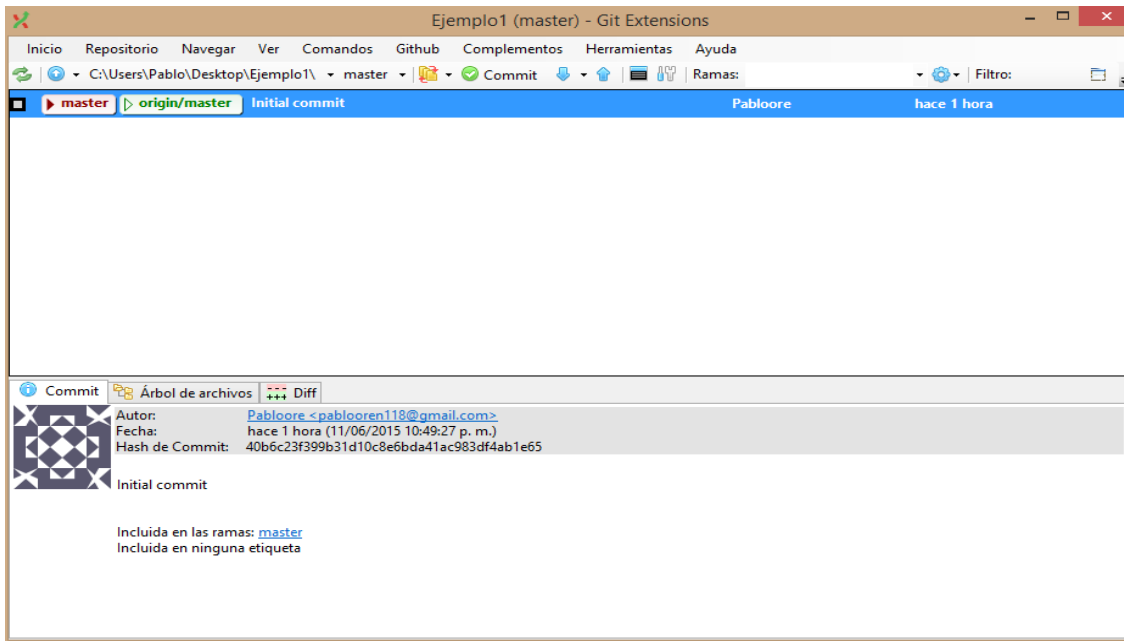 Ejemplo1 (master) - Git Extensions
Inicio Repositorio Navegar Ver Comandos Github Complementos Herramientas Ayuda
C:\Users\Pablo\Desktop\Ejemplo1\ master Commit Ramas: Filtro:
master origin/master Initial commit Pabloore hace 1 hora
Commit Árbol de archivos Diff
Autor: Pabloore <pablooren118@gmail.com>
Fecha: hace 1 hora (11/06/2015 10:49:27 p. m.)
Hash de Commit: 40b6c23f399b31d10c8e6bda41ac983df4ab1e65
Initial commit
Incluida en las ramas: master
Incluida en ninguna etiqueta